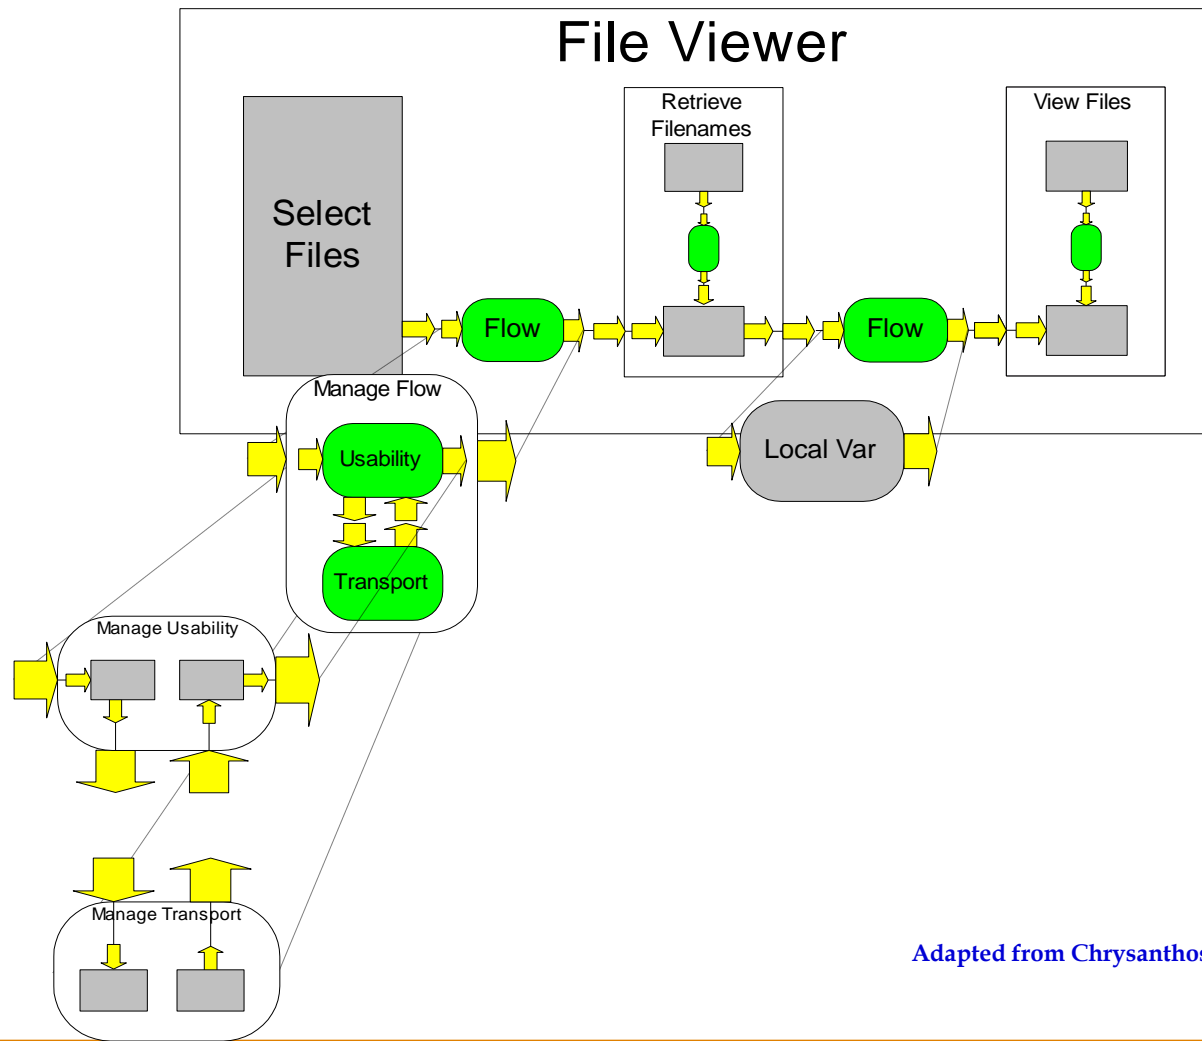 File Viewer
Retrieve
Filenames
View Files
Select
Files
Flow
Flow
Manage Flow
Usability
Local Var
Transport
Manage Usability
Manage Transport
Adapted from Chrysanthos